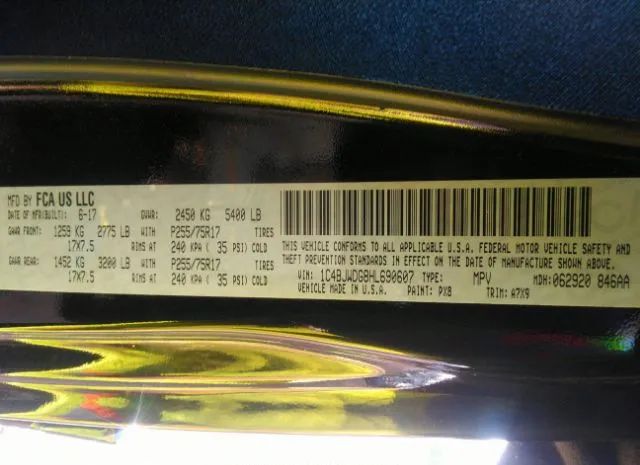 MFD BY FCA US LLC
DATE OF MFR(BUILT): 6-17 GVWR: 2450 KG 5400 LB
GAWR FRONT: 1259 KG 2775 LB WITH P255/75R17 TIRES
17X7.5 RIMS AT 240 KPA ( 35 PSI) COLD
GAWR REAR: 1452 KG 3200 LB WITH P255/75R17 TIRES
17X7.5 RIMS AT 240 KPA ( 35 PSI) COLD
THIS VEHICLE CONFORMS TO ALL APPLICABLE U.S.A. FEDERAL MOTOR VEHICLE SAFETY AND
THEFT PREVENTION STANDARDS IN EFFECT ON THE DATE OF MANUFACTURE SHOWN ABOVE.
VIN: 1C4BJWDG8HL690607 TYPE: MPV MDH: 062920 846AA
VEHICLE MADE IN U.S.A. PAINT: PX8 TRIM: A7X9